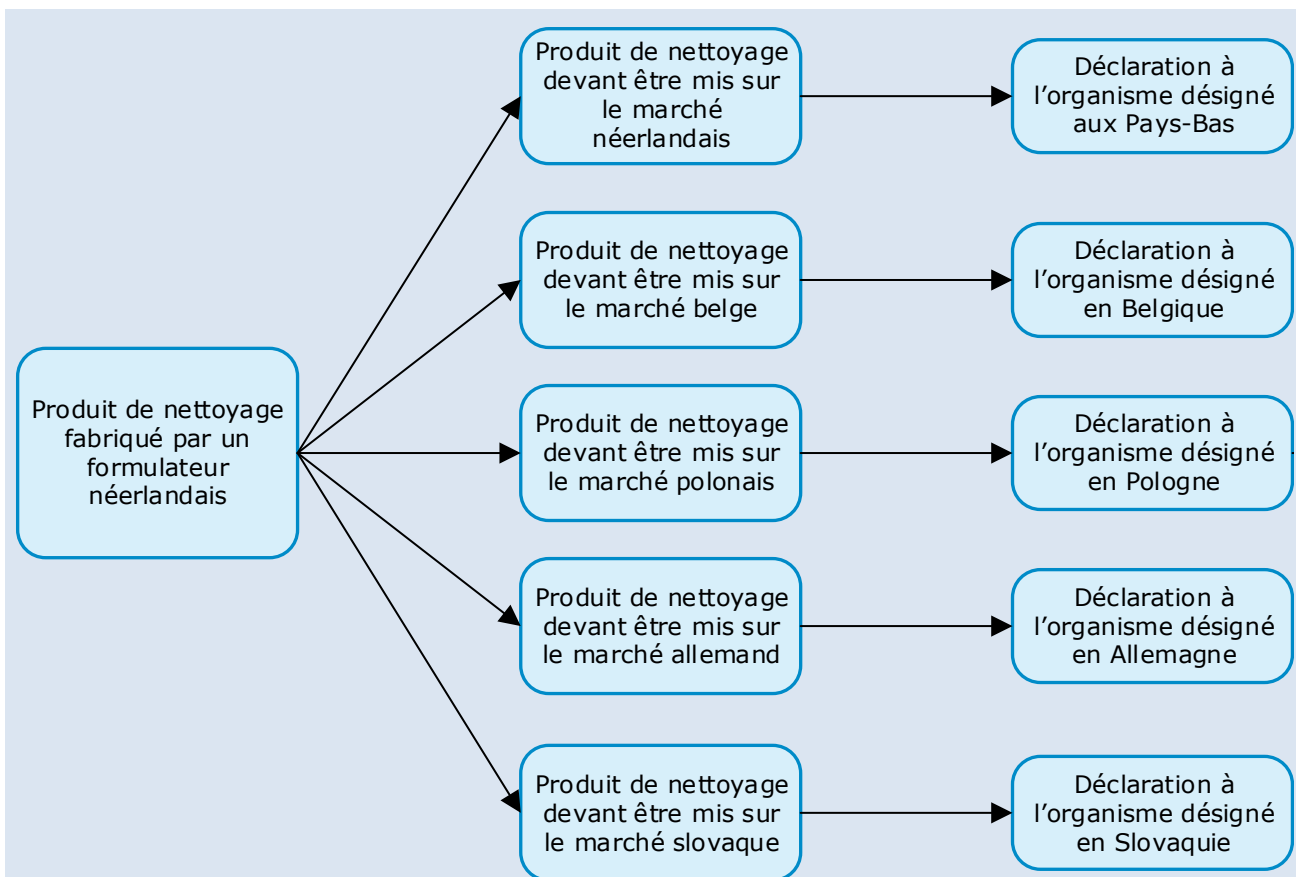 Produit de nettoyage
fabriqué par un
formulateur
néerlandais
Produit de nettoyage
devant être mis sur
le marché
néerlandais
Déclaration à
l’organisme désigné
aux Pays-Bas
Produit de nettoyage
devant être mis sur
le marché belge
Déclaration à
l’organisme désigné
en Belgique
Produit de nettoyage
devant être mis sur
le marché polonais
Déclaration à
l’organisme désigné
en Pologne
Produit de nettoyage
devant être mis sur
le marché allemand
Déclaration à
l’organisme désigné
en Allemagne
Produit de nettoyage
devant être mis sur
le marché slovaque
Déclaration à
l’organisme désigné
en Slovaquie